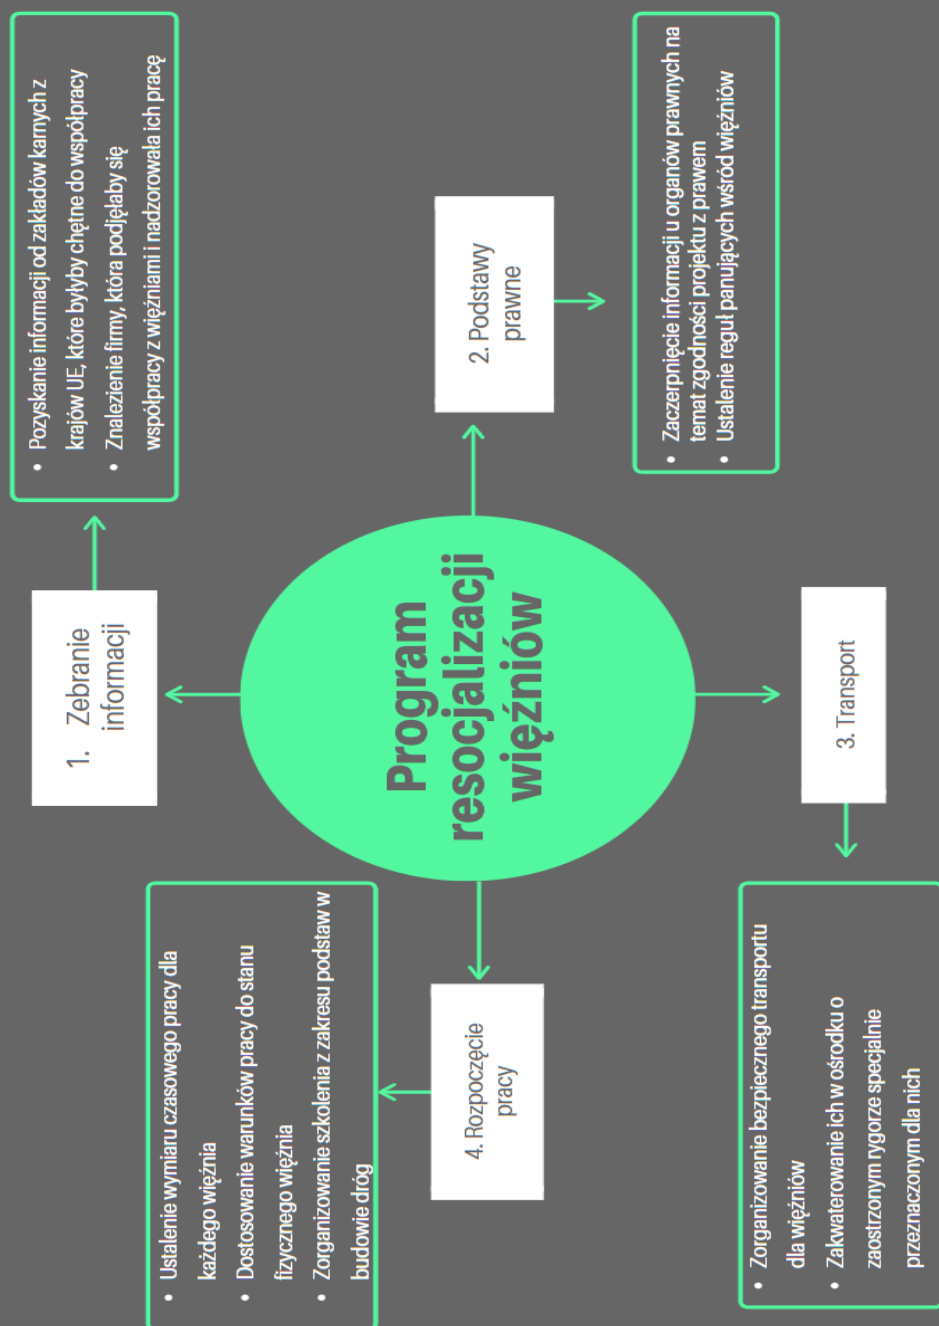 Program
resocjalizacji
więźniów
1. Zebranie
informacji
• Pozyskanie informacji od zakładów karnych z
krajów UE, które byłyby chętne do współpracy
• Znalezienie firmy, która podjęłaby się
współpracy z więźniami i nadzorowała ich pracę
2. Podstawy
prawne
• Zaczerpnięcie informacji u organów prawnych na
temat zgodności projektu z prawem
• Ustalenie reguł panujących wśród więźniów
3. Transport
• Zorganizowanie bezpiecznego transportu
dla więźniów
• Zakwaterowanie ich w ośrodku o
zaostrzonym rygorze specjalnie
przeznaczonym dla nich
4. Rozpoczęcie
pracy
• Ustalenie wymiaru czasowego pracy dla
każdego więźnia
• Dostosowanie warunków pracy do stanu
fizycznego więźnia
• Zorganizowanie szkolenia z zakresu podstaw w
budowie dróg